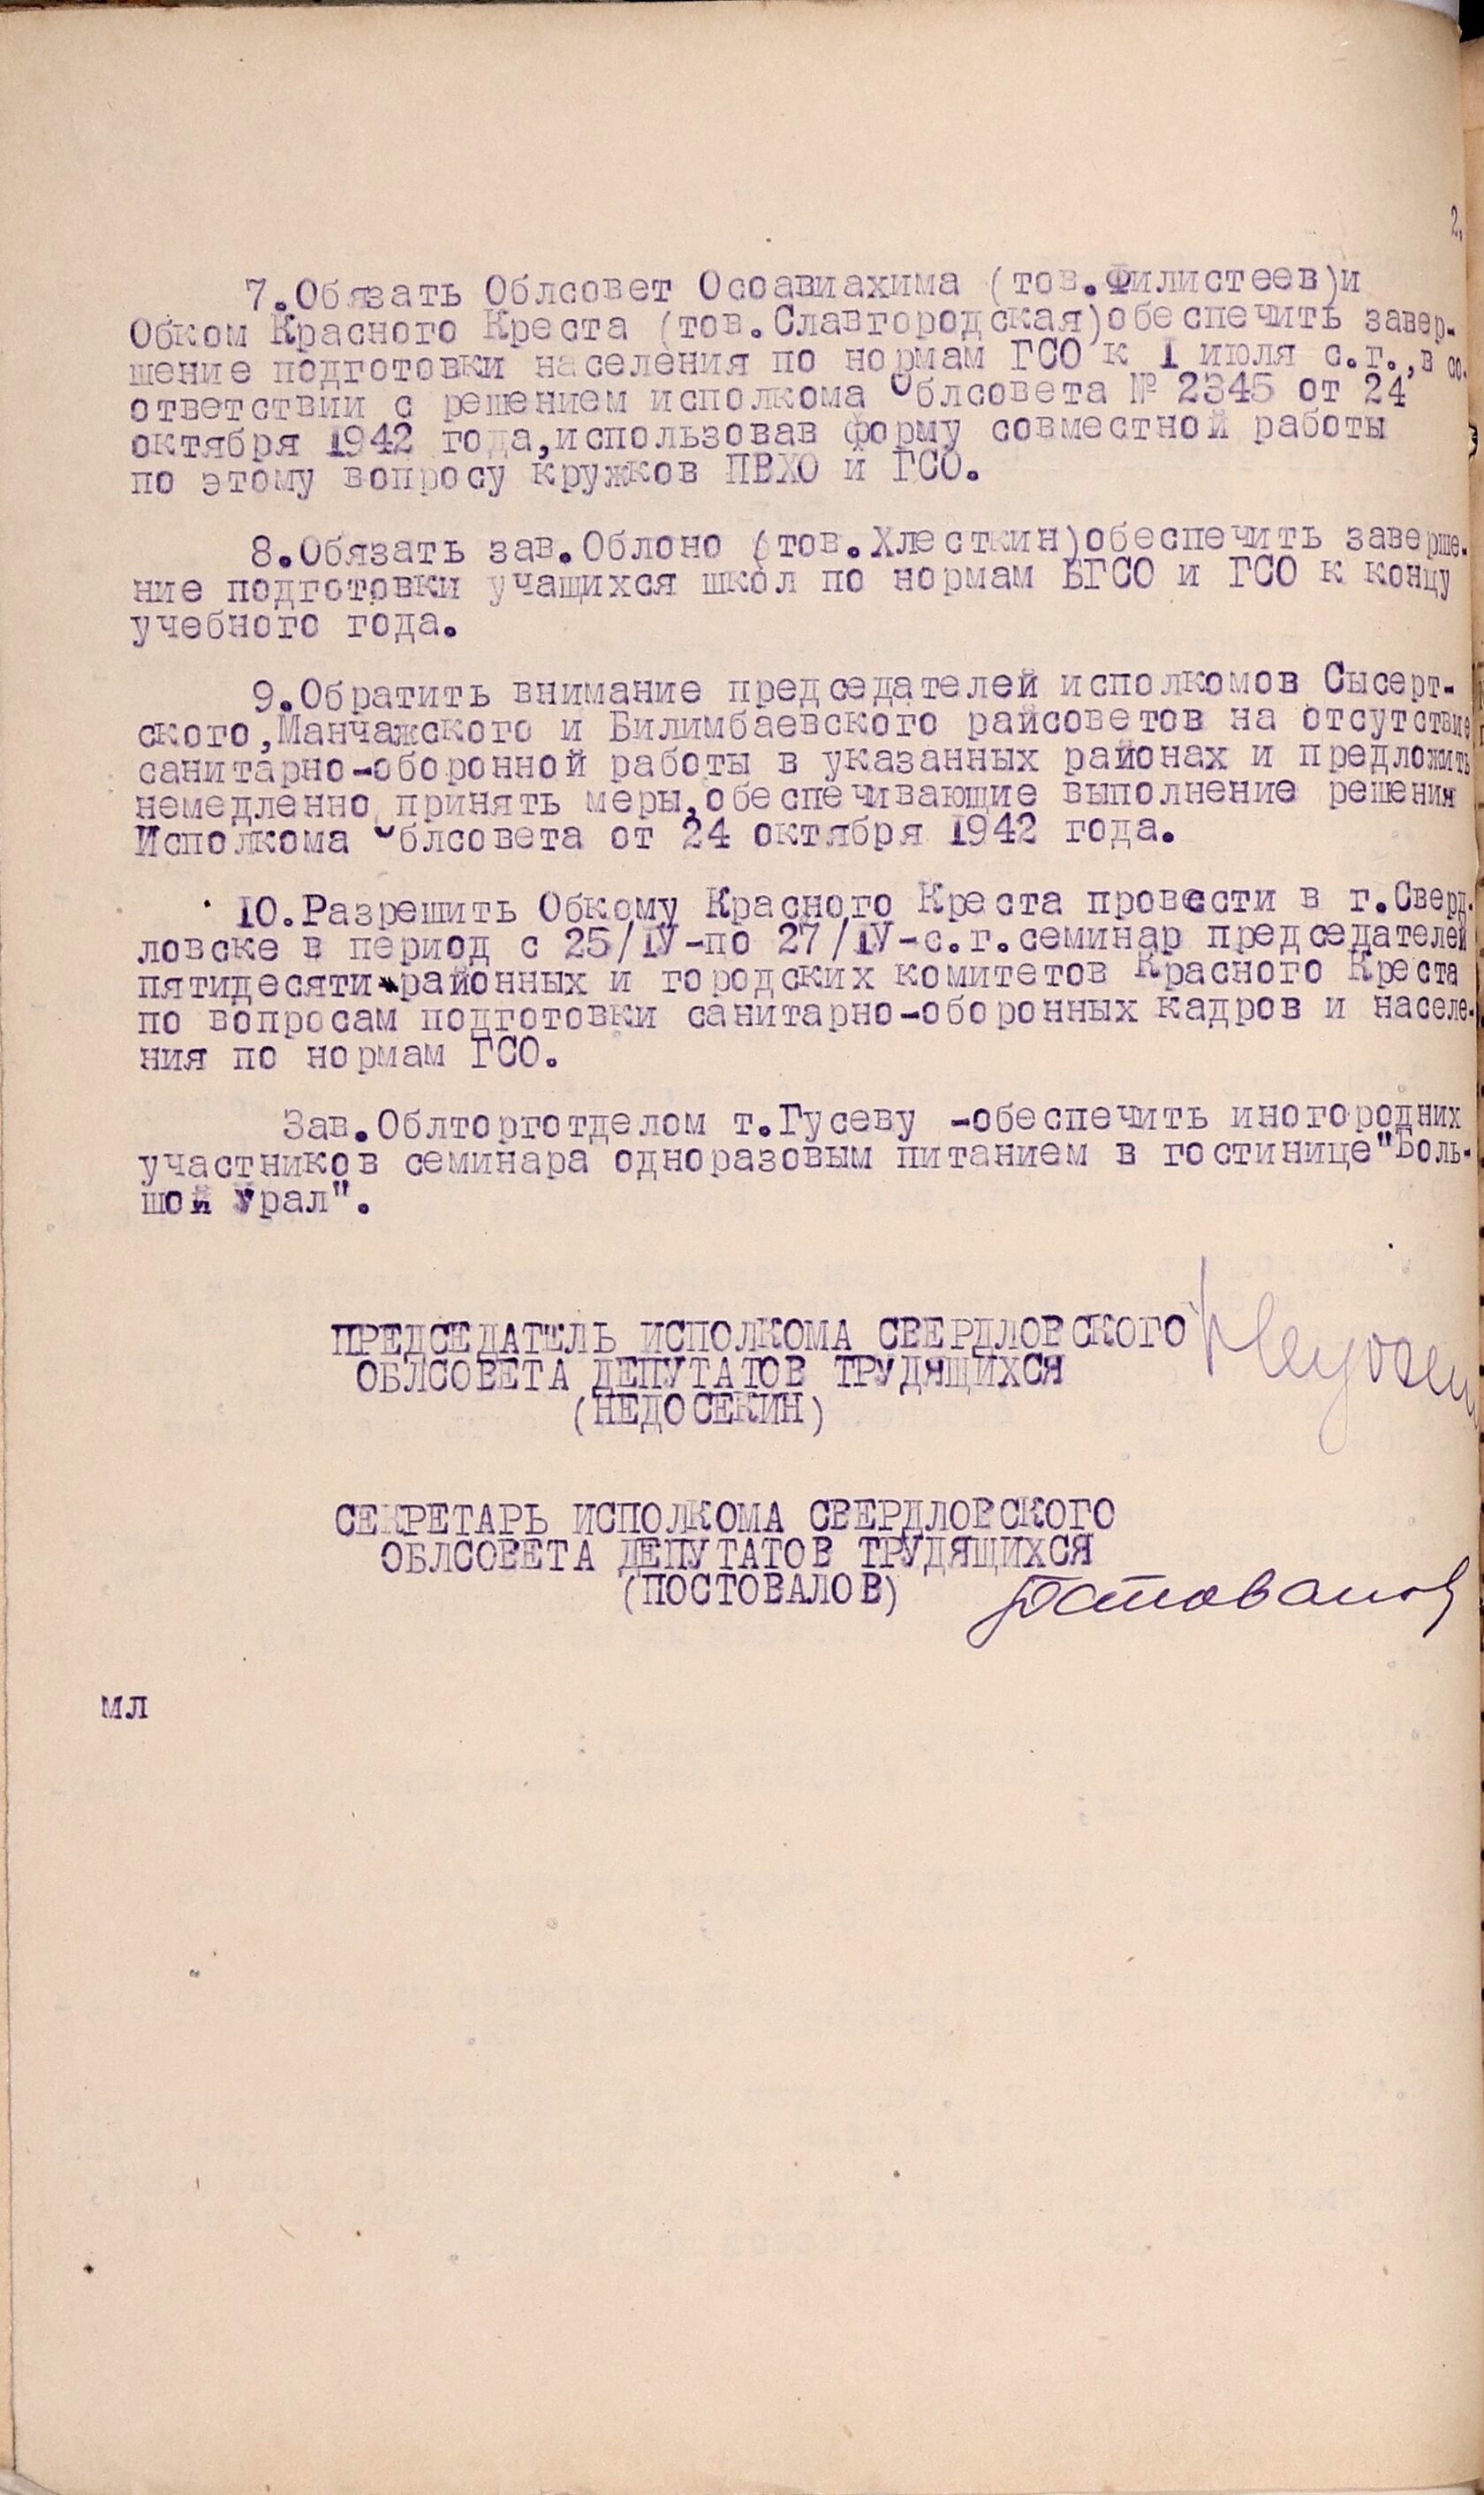 2.
7.Обязать Облсовет Осоавиахима (тов.Филистеев)и
Обком Красного Креста (тов.Славгородская)обеспечить завер-
шение подготовки населения по нормам ГСО к 1 июля с.г.,в со-
ответствии с решением исполкома Облсовета № 2345 от 24
октября 1942 года,использовав форму совместной работы
по этому вопросу кружков ПВХО и ГСО.
8.Обязать зав.Облоно (тов.Хлесткин)обеспечить заверше-
ние подготовки учащихся школ по нормам БГСО и ГСО к концу
учебного года.
9.Обратить внимание председателей исполкомов Сысерт-
ского,Манчажского и Билимбаевского райсоветов на отсутствие
санитарно-оборонной работы в указанных районах и предложить
немедленно принять меры,обеспечивающие выполнение решения
Исполкома Облсовета от 24 октября 1942 года.
10.Разрешить Обкому Красного Креста провести в г.Сверд-
ловске в период с 25/IУ-по 27/IУ-с.г.семинар председателей
пятидесяти районных и городских комитетов Красного Креста
по вопросам подготовки санитарно-оборонных кадров и населе-
ния по нормам ГСО.
Зав.Облторготделом т.Гусеву -обеспечить иногородних
участников семинара одноразовым питанием в гостинице"Боль-
шой Урал".
ПРЕДСЕДАТЕЛЬ ИСПОЛКОМА СВЕРДЛОВСКОГО
ОБЛСОВЕТА ДЕПУТАТОВ ТРУДЯЩИХСЯ
(НЕДОСЕКИН)
СЕКРЕТАРЬ ИСПОЛКОМА СВЕРДЛОВСКОГО
ОБЛСОВЕТА ДЕПУТАТОВ ТРУДЯЩИХСЯ
(ПОСТОВАЛОВ) Постовалов
мл